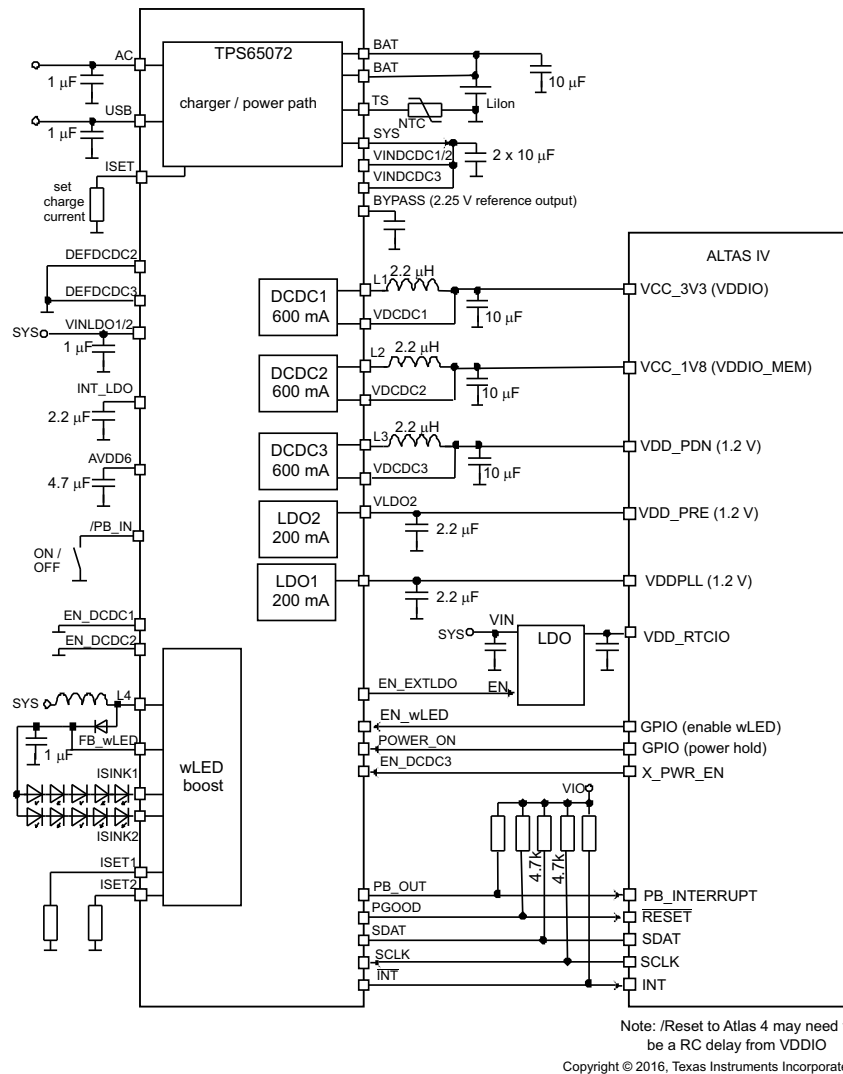 TPS65072
charger / power path
AC
1 μF
USB
1 μF
ISET
set
charge
current
BAT
BAT
10 μF
TS
NTC
LiIon
SYS
2 x 10 μF
VINDCDC1/2
VINDCDC3
BYPASS (2.25 V reference output)
DEFDCDC2
DEFDCDC3
SYS
VINLDO1/2
1 μF
INT_LDO
2.2 μF
AVDD6
4.7 μF
/PB_IN
ON /
OFF
EN_DCDC1
EN_DCDC2
ALTAS IV
DCDC1
600 mA
L1
2.2 μH
VDCDC1
10 μF
VCC_3V3 (VDDIO)
DCDC2
600 mA
L2
2.2 μH
VDCDC2
10 μF
VCC_1V8 (VDDIO_MEM)
DCDC3
600 mA
L3
2.2 μH
VDCDC3
10 μF
VDD_PDN (1.2 V)
LDO2
200 mA
VLDO2
2.2 μF
VDD_PRE (1.2 V)
LDO1
200 mA
2.2 μF
VDDPLL (1.2 V)
SYS
VIN
LDO
VDD_RTCIO
EN_EXTLDO
EN
SYS
L4
FB_wLED
1 μF
wLED
boost
ISINK1
ISINK2
ISET1
ISET2
EN_wLED
GPIO (enable wLED)
POWER_ON
GPIO (power hold)
EN_DCDC3
X_PWR_EN
VIO
4.7k
4.7k
PB_OUT
PB_INTERRUPT
PGOOD
RESET
SDAT
SDAT
SCLK
SCLK
INT
INT
Note: /Reset to Atlas 4 may need
be a RC delay from VDDIO
Copyright © 2016, Texas Instruments Incorporate